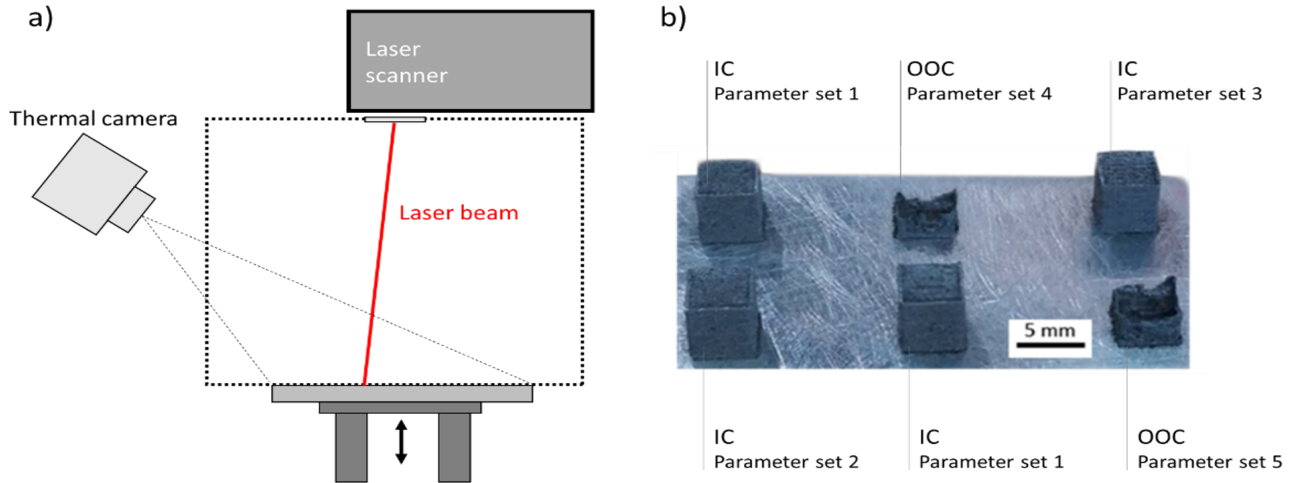 a)
Laser
scanner
Thermal camera
Laser beam
b)
IC
Parameter set 1
OOC
Parameter set 4
IC
Parameter set 3
5 mm
IC
Parameter set 2
IC
Parameter set 1
OOC
Parameter set 5